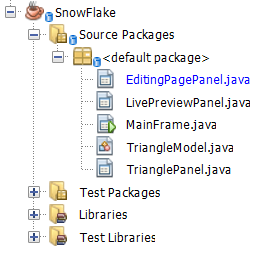 SnowFlake
Source Packages
<default package>
EditingPagePanel.java
LivePreviewPanel.java
MainFrame.java
TriangleModel.java
TrianglePanel.java
Test Packages
Libraries
Test Libraries